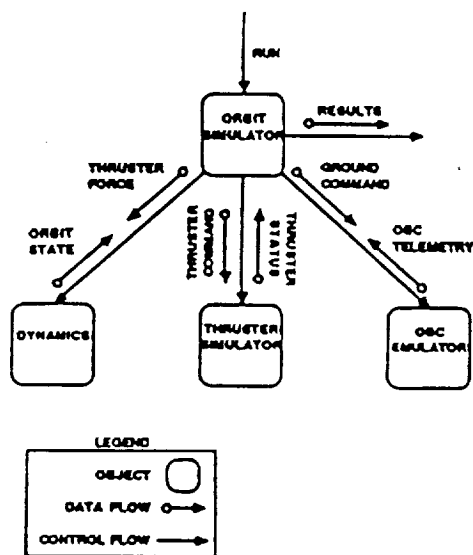 RUN
ORBIT
SIMULATOR
RESULTS
THRUSTER
FORCE
GROUND
COMMAND
ORBIT
STATE
THRUSTER
COMMAND
THRUSTER
STATUS
OBC
TELEMETRY
DYNAMICS
THRUSTER
SIMULATOR
OBC
EMULATOR
LEGEND
OBJECT
DATA FLOW
CONTROL FLOW